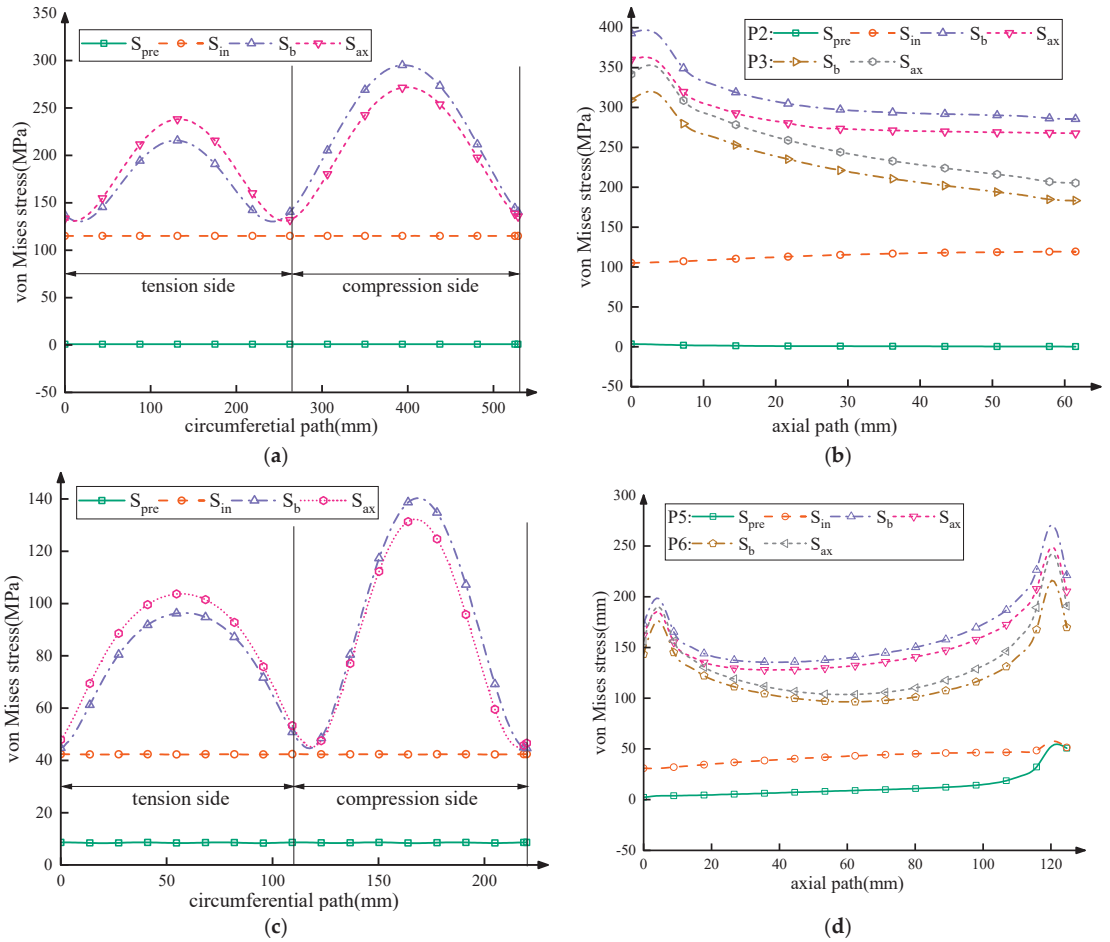 S_pre S_in S_b S_ax
300
250
200
150
100
50
0
-50
von Mises stress(MPa)
tension side compression side
0 100 200 300 400 500
circumferetial path(mm)
(a)
P2: S_pre S_in S_b S_ax
P3: S_b S_ax
400
350
300
250
200
150
100
50
0
-50
von Mises stress(MPa)
0 10 20 30 40 50 60
axial path (mm)
(b)
S_pre S_in S_b S_ax
140
120
100
80
60
40
20
0
von Mises stress(MPa)
tension side compression side
0 100 200
circumferential path(mm)
(c)
300
P5: S_pre S_in S_b S_ax
P6: S_b S_ax
250
200
150
100
50
0
-50
von Mises stress(mm)
0 20 40 60 80 100 120
axial path(mm)
(d)